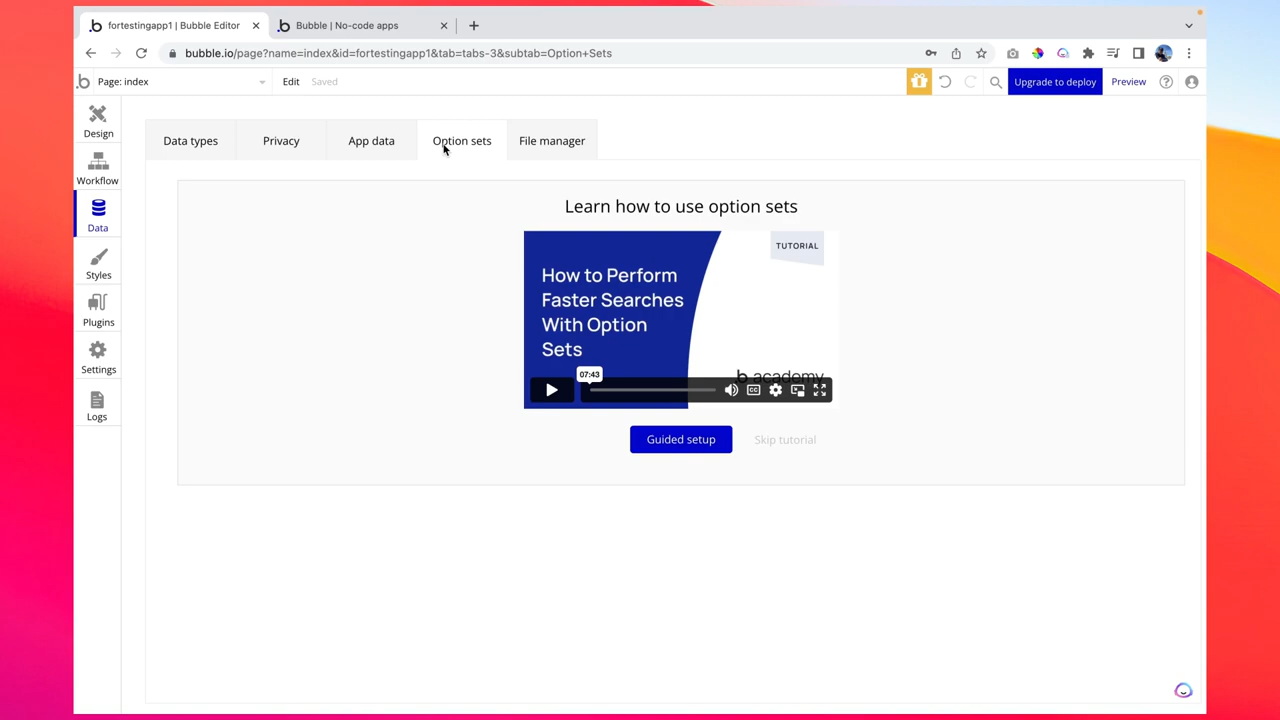 fortestingapp1 | Bubble Editor
Bubble | No-code apps
bubble.io/page?name=index&id=fortestingapp1&tab=tabs-3&subtab=Option+Sets
Page: index
Edit
Saved
Upgrade to deploy
Preview
Design
Workflow
Data
Styles
Plugins
Settings
Logs
Data types
Privacy
App data
Option sets
File manager
Learn how to use option sets
TUTORIAL
How to Perform
Faster Searches
With Option
Sets
b academy
07:43
CC
Guided setup
Skip tutorial